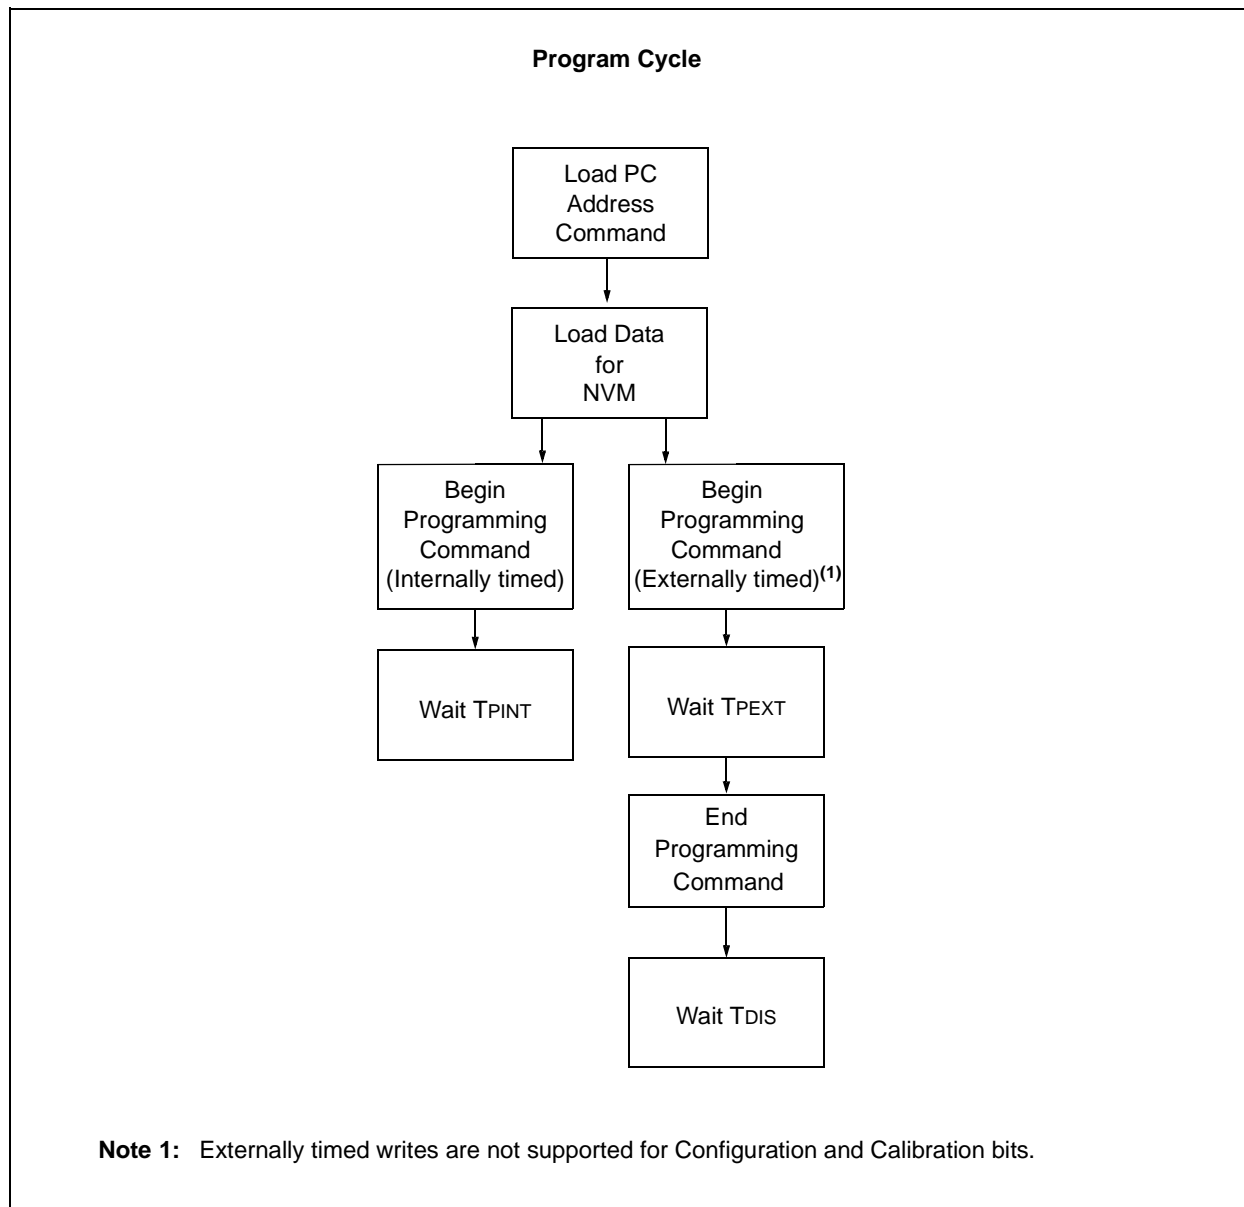 Program Cycle
Load PC
Address
Command
Load Data
for
NVM
Begin
Programming
Command
(Internally timed)
Begin
Programming
Command
(Externally timed)(1)
Wait TPINT
Wait TPEXT
End
Programming
Command
Wait TDIS
Note 1: Externally timed writes are not supported for Configuration and Calibration bits.